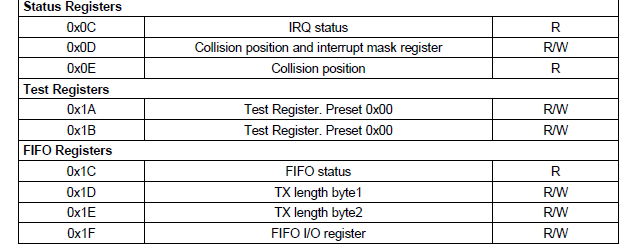 Status Registers
0x0C IRQ status R
0x0D Collision position and interrupt mask register R/W
0x0E Collision position R
Test Registers
0x1A Test Register. Preset 0x00 R/W
0x1B Test Register. Preset 0x00 R/W
FIFO Registers
0x1C FIFO status R
0x1D TX length byte1 R/W
0x1E TX length byte2 R/W
0x1F FIFO I/O register R/W